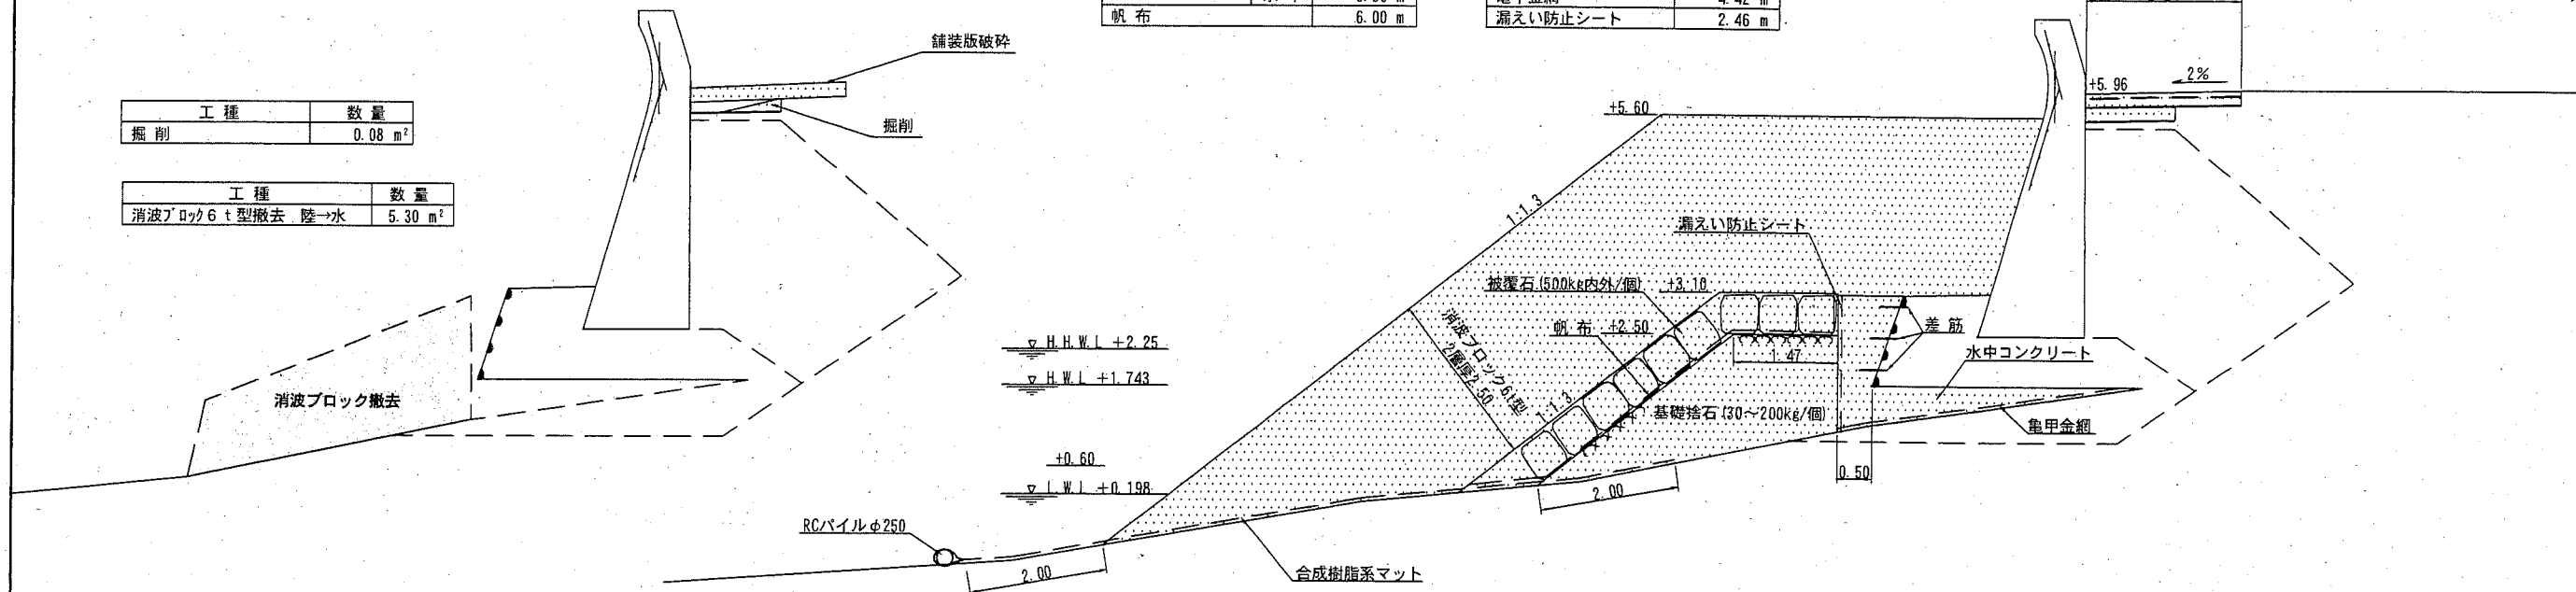 帆 布 6.00 m
漏えい防止シート 2.46 m
舗装版破砕
掘削
工 種 数 量
掘 削 0.08 m²
工 種 数 量
消波ブロック6t型撤去 陸→水 5.30 m²
消波ブロック撤去
+5.96
2%
+5.60
1:1.3
漏えい防止シート
被覆石(500kg内外/個)
+3.10
帆 布 +2.50
差 筋
水中コンクリート
1.47
消波ブロック6t型
2層厚2.50
1:1.3
基礎捨石(30~200kg/個)
亀甲金網
0.50
2.00
H.H.W.L +2.25
H.W.L +1.743
+0.60
L.W.L +0.198
RCパイルφ250
2.00
合成樹脂系マット